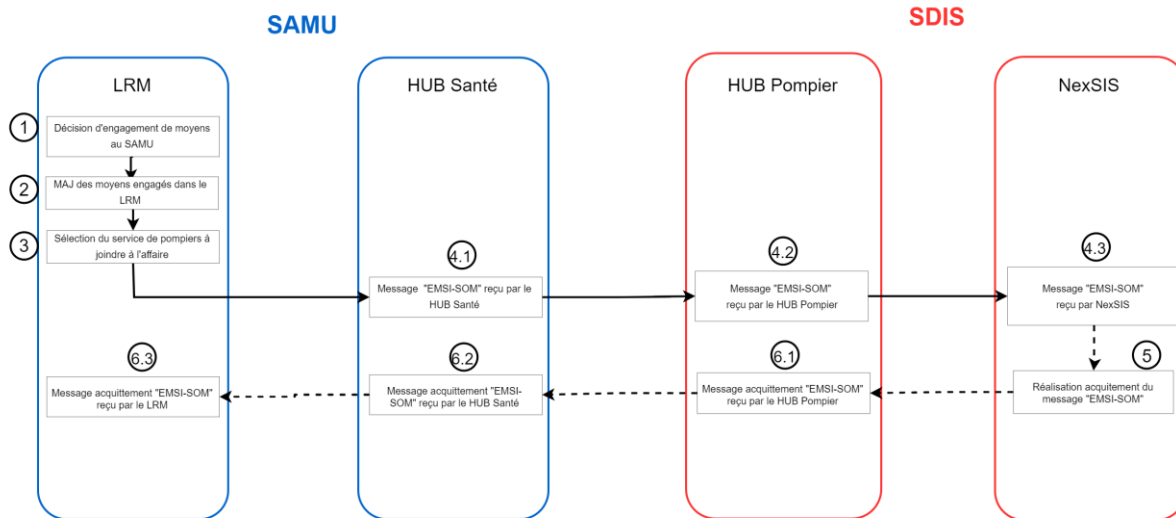 SAMU
SDIS
LRM
HUB Santé
HUB Pompier
NexSIS
1
Décision d'engagement de moyens
au SAMU
2
MAJ des moyens engagés dans le
LRM
3
Sélection du service de pompiers à
joindre à l'affaire
4.1
Message "EMSI-SOM" reçu par le
HUB Santé
4.2
Message "EMSI-SOM"
reçu par le HUB Pompier
4.3
Message "EMSI-SOM"
reçu par NexSIS
5
Réalisation acquitement du
message "EMSI-SOM"
6.1
Message acquittement "EMSI-SOM"
reçu par le HUB Pompier
6.2
Message acquittement "EMSI-
SOM" reçu par le HUB Santé
6.3
Message acquittement "EMSI-SOM"
reçu par le LRM